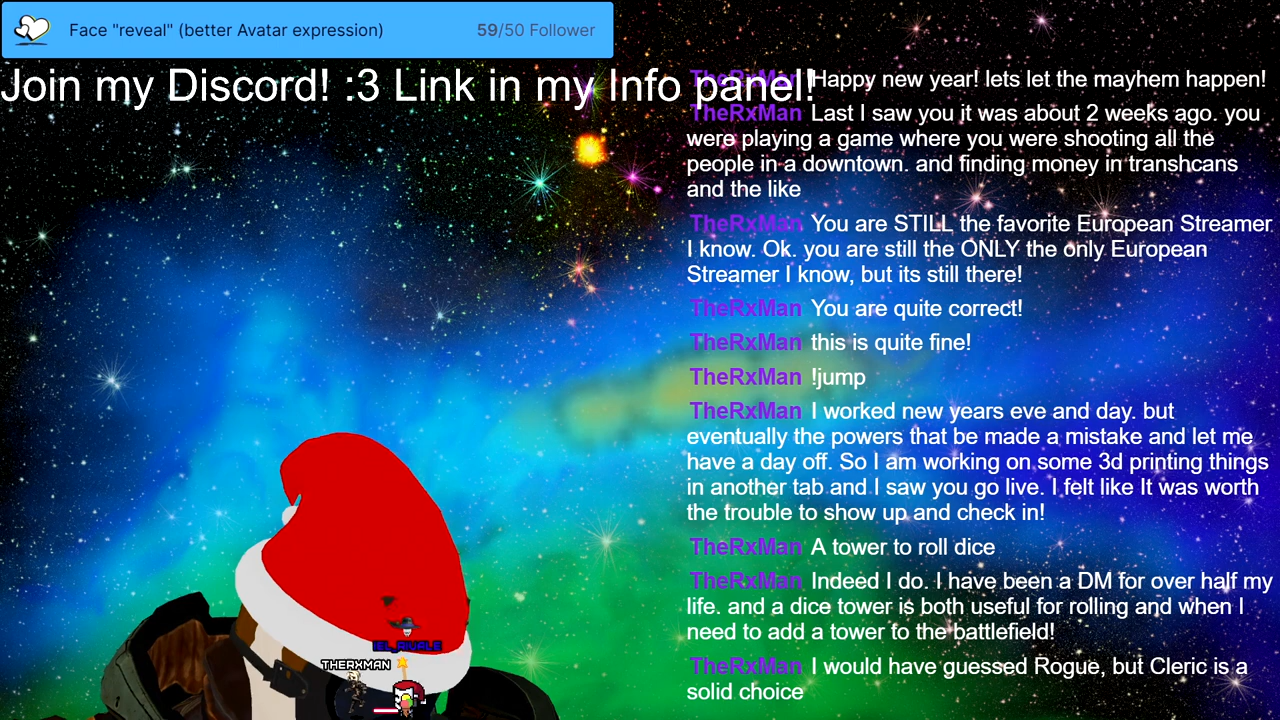 Face "reveal" (better Avatar expression) 59/50 Follower
Join my Discord! :3 Link in my Info panel!
TheRxMan Happy new year! lets let the mayhem happen!
TheRxMan Last I saw you it was about 2 weeks ago. you
were playing a game where you were shooting all the
people in a downtown. and finding money in transhcans
and the like
TheRxMan You are STILL the favorite European Streamer
I know. Ok. you are still the ONLY the only European
Streamer I know, but its still there!
TheRxMan You are quite correct!
TheRxMan this is quite fine!
TheRxMan !jump
TheRxMan I worked new years eve and day. but
eventually the powers that be made a mistake and let me
have a day off. So I am working on some 3d printing things
in another tab and I saw you go live. I felt like It was worth
the trouble to show up and check in!
TheRxMan A tower to roll dice
TheRxMan Indeed I do. I have been a DM for over half my
life. and a dice tower is both useful for rolling and when I
need to add a tower to the battlefield!
TheRxMan I would have guessed Rogue, but Cleric is a
solid choice
THERXMAN